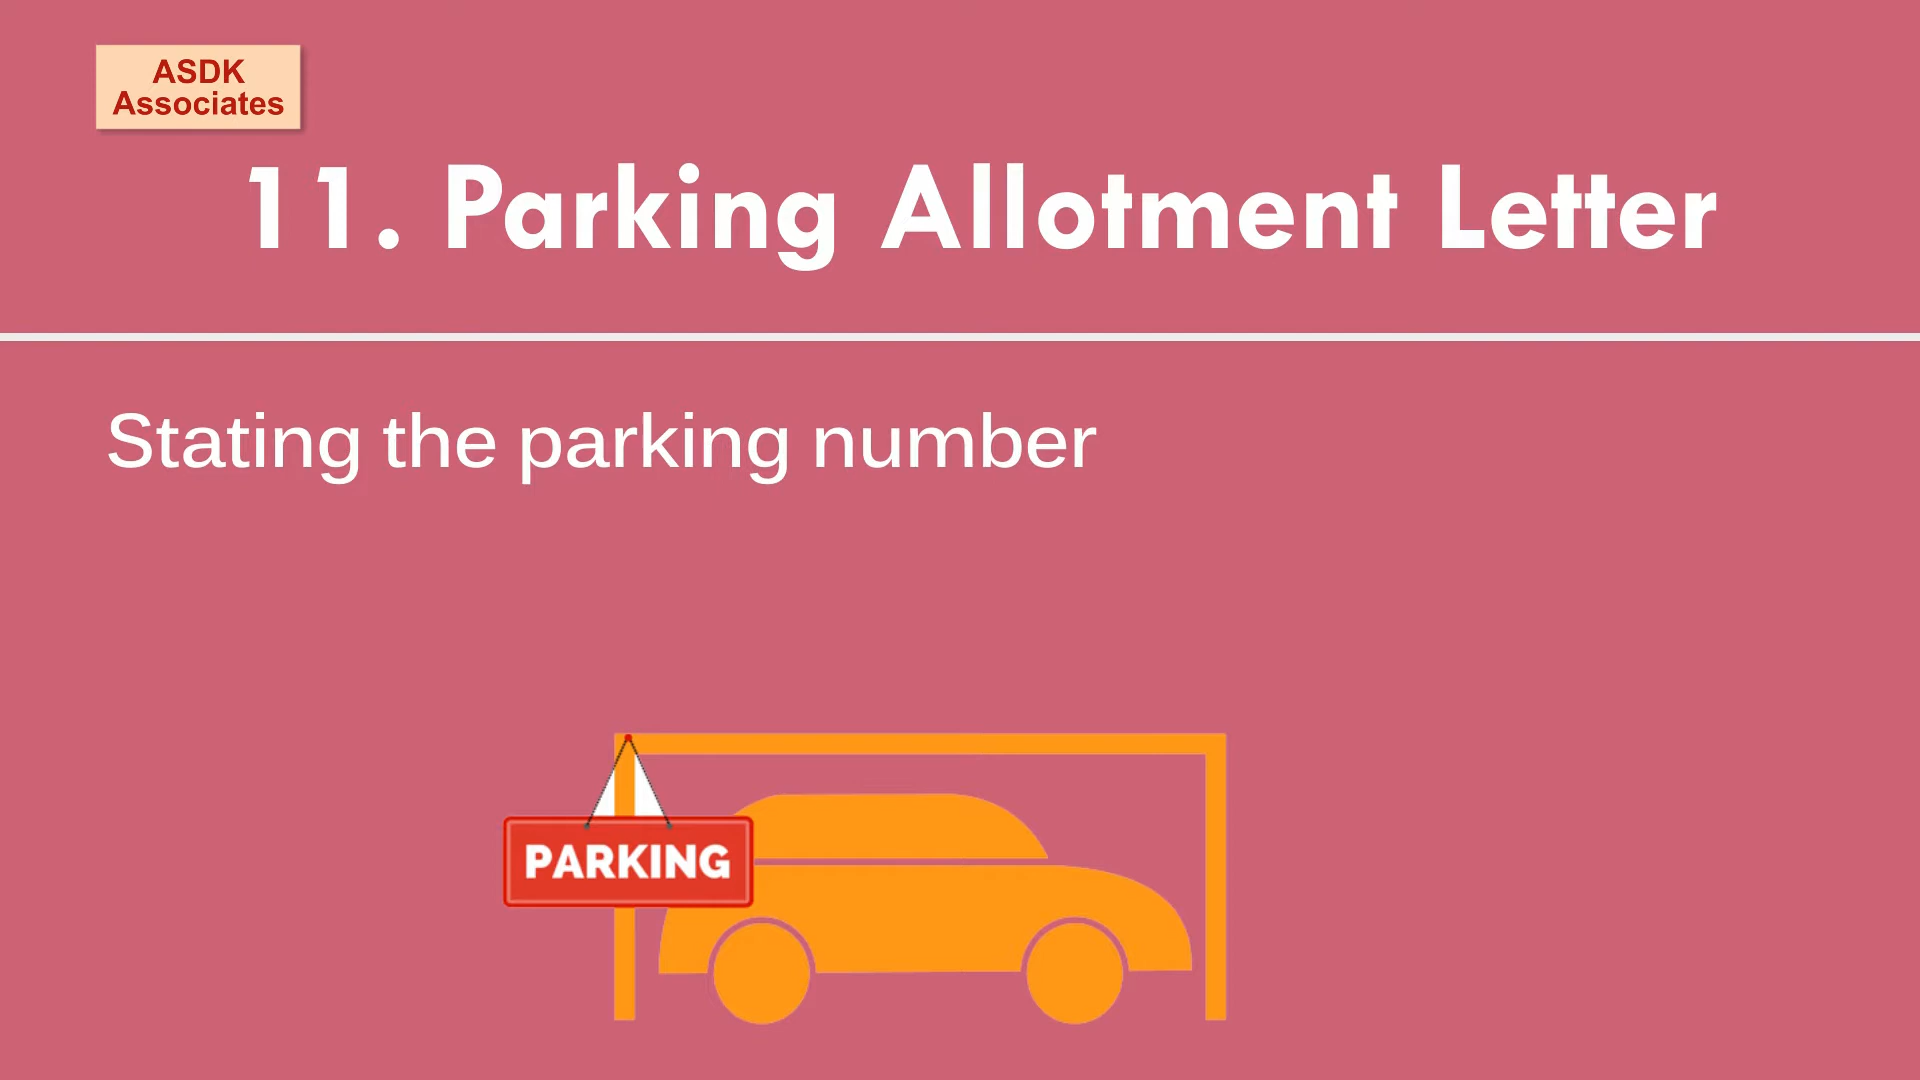 ASDK
Associates
11. Parking Allotment Letter
Stating the parking number
PARKING